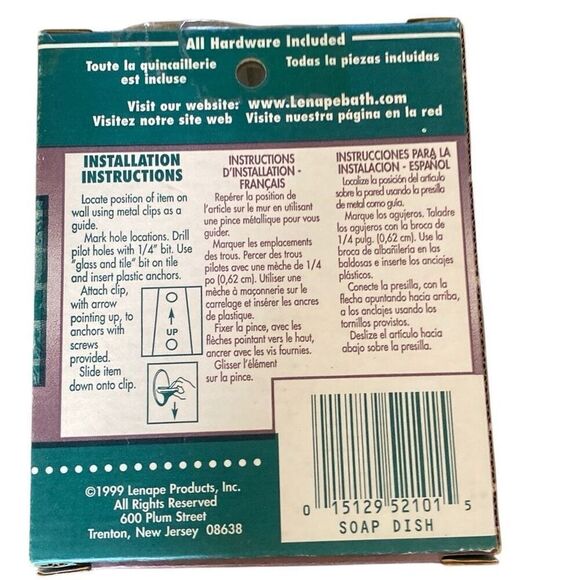 All Hardware Included
Toute la quincaillerie
est incluse
Todas la piezas incluidas
Visit our website: www.Lenapebath.com
Visitez notre site web Visite nuestra página en la red
INSTALLATION
INSTRUCTIONS
Locate position of item on
wall using metal clips as a
guide.
Mark hole locations. Drill
pilot holes with 1/4" bit. Use
"glass and tile" bit on tile
and insert plastic anchors.
Attach clip,
with arrow
pointing up, to
anchors with
screws
provided.
Slide item
down onto clip.
UP
INSTRUCTIONS
D'INSTALLATION -
FRANÇAIS
Repérer la position de
l'article sur le mur en utilisant
une pince métallique pour vous
guider.
Marquer les emplacements
des trous. Percer des trous
pilotes avec une mèche de 1/4
po (0,62 cm). Utiliser une
mèche à maçonnerie sur le
carrelage et insérer les ancres
de plastique.
Fixer la pince, avec les
flèches pointant vers le haut,
ancrer avec les vis fournies.
Glisser l'élément
sur la pince.
INSTRUCCIONES PARA LA
INSTALACION - ESPAÑOL
Localize la posición del artículo
sobre la pared usando la presilla
de metal como guía.
Marque los agujeros. Taladre
los agujeros con la broca de
1/4 pulg. (0,62 cm). Use la
broca de albañilería en las
baldosas e inserte los anclajes
plásticos.
Conecte la presilla, con la
flecha apuntando hacia arriba,
a los anclajes usando los
tornillos provistos.
Deslize el artículo hacia
abajo sobre la presilla.
©1999 Lenape Products, Inc.
All Rights Reserved
600 Plum Street
Trenton, New Jersey 08638
0 15129 52101 5
SOAP DISH